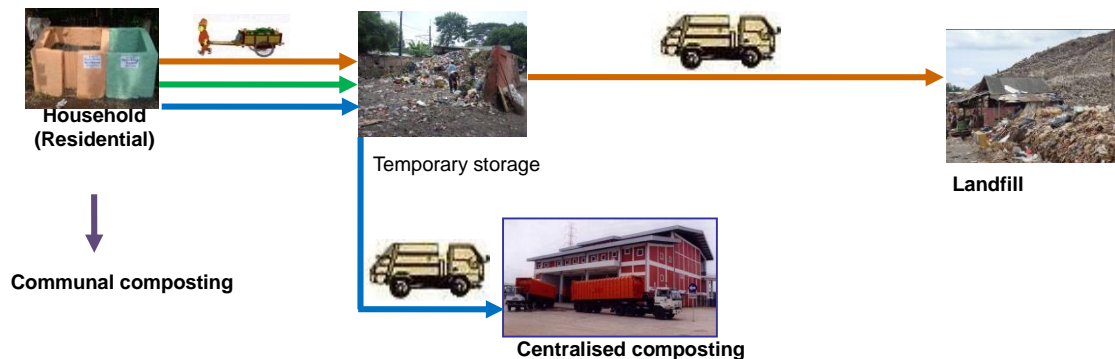 Household
(Residential)
Temporary storage
Landfill
Communal composting
Centralised composting